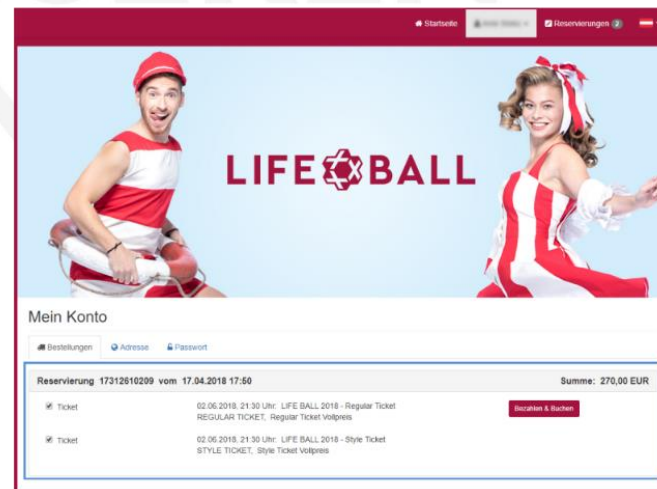 Startseite
Reservierungen 2
LIFE BALL
Mein Konto
Bestellungen Adresse Passwort
Reservierung 17312610209 vom 17.04.2018 17:50 Summe: 270,00 EUR
Ticket 02.06.2018, 21:30 Uhr: LIFE BALL 2018 - Regular Ticket Bezahlen & Buchen
REGULAR TICKET, Regular Ticket Vollpreis
Ticket 02.06.2018, 21:30 Uhr: LIFE BALL 2018 - Style Ticket
STYLE TICKET, Style Ticket Vollpreis